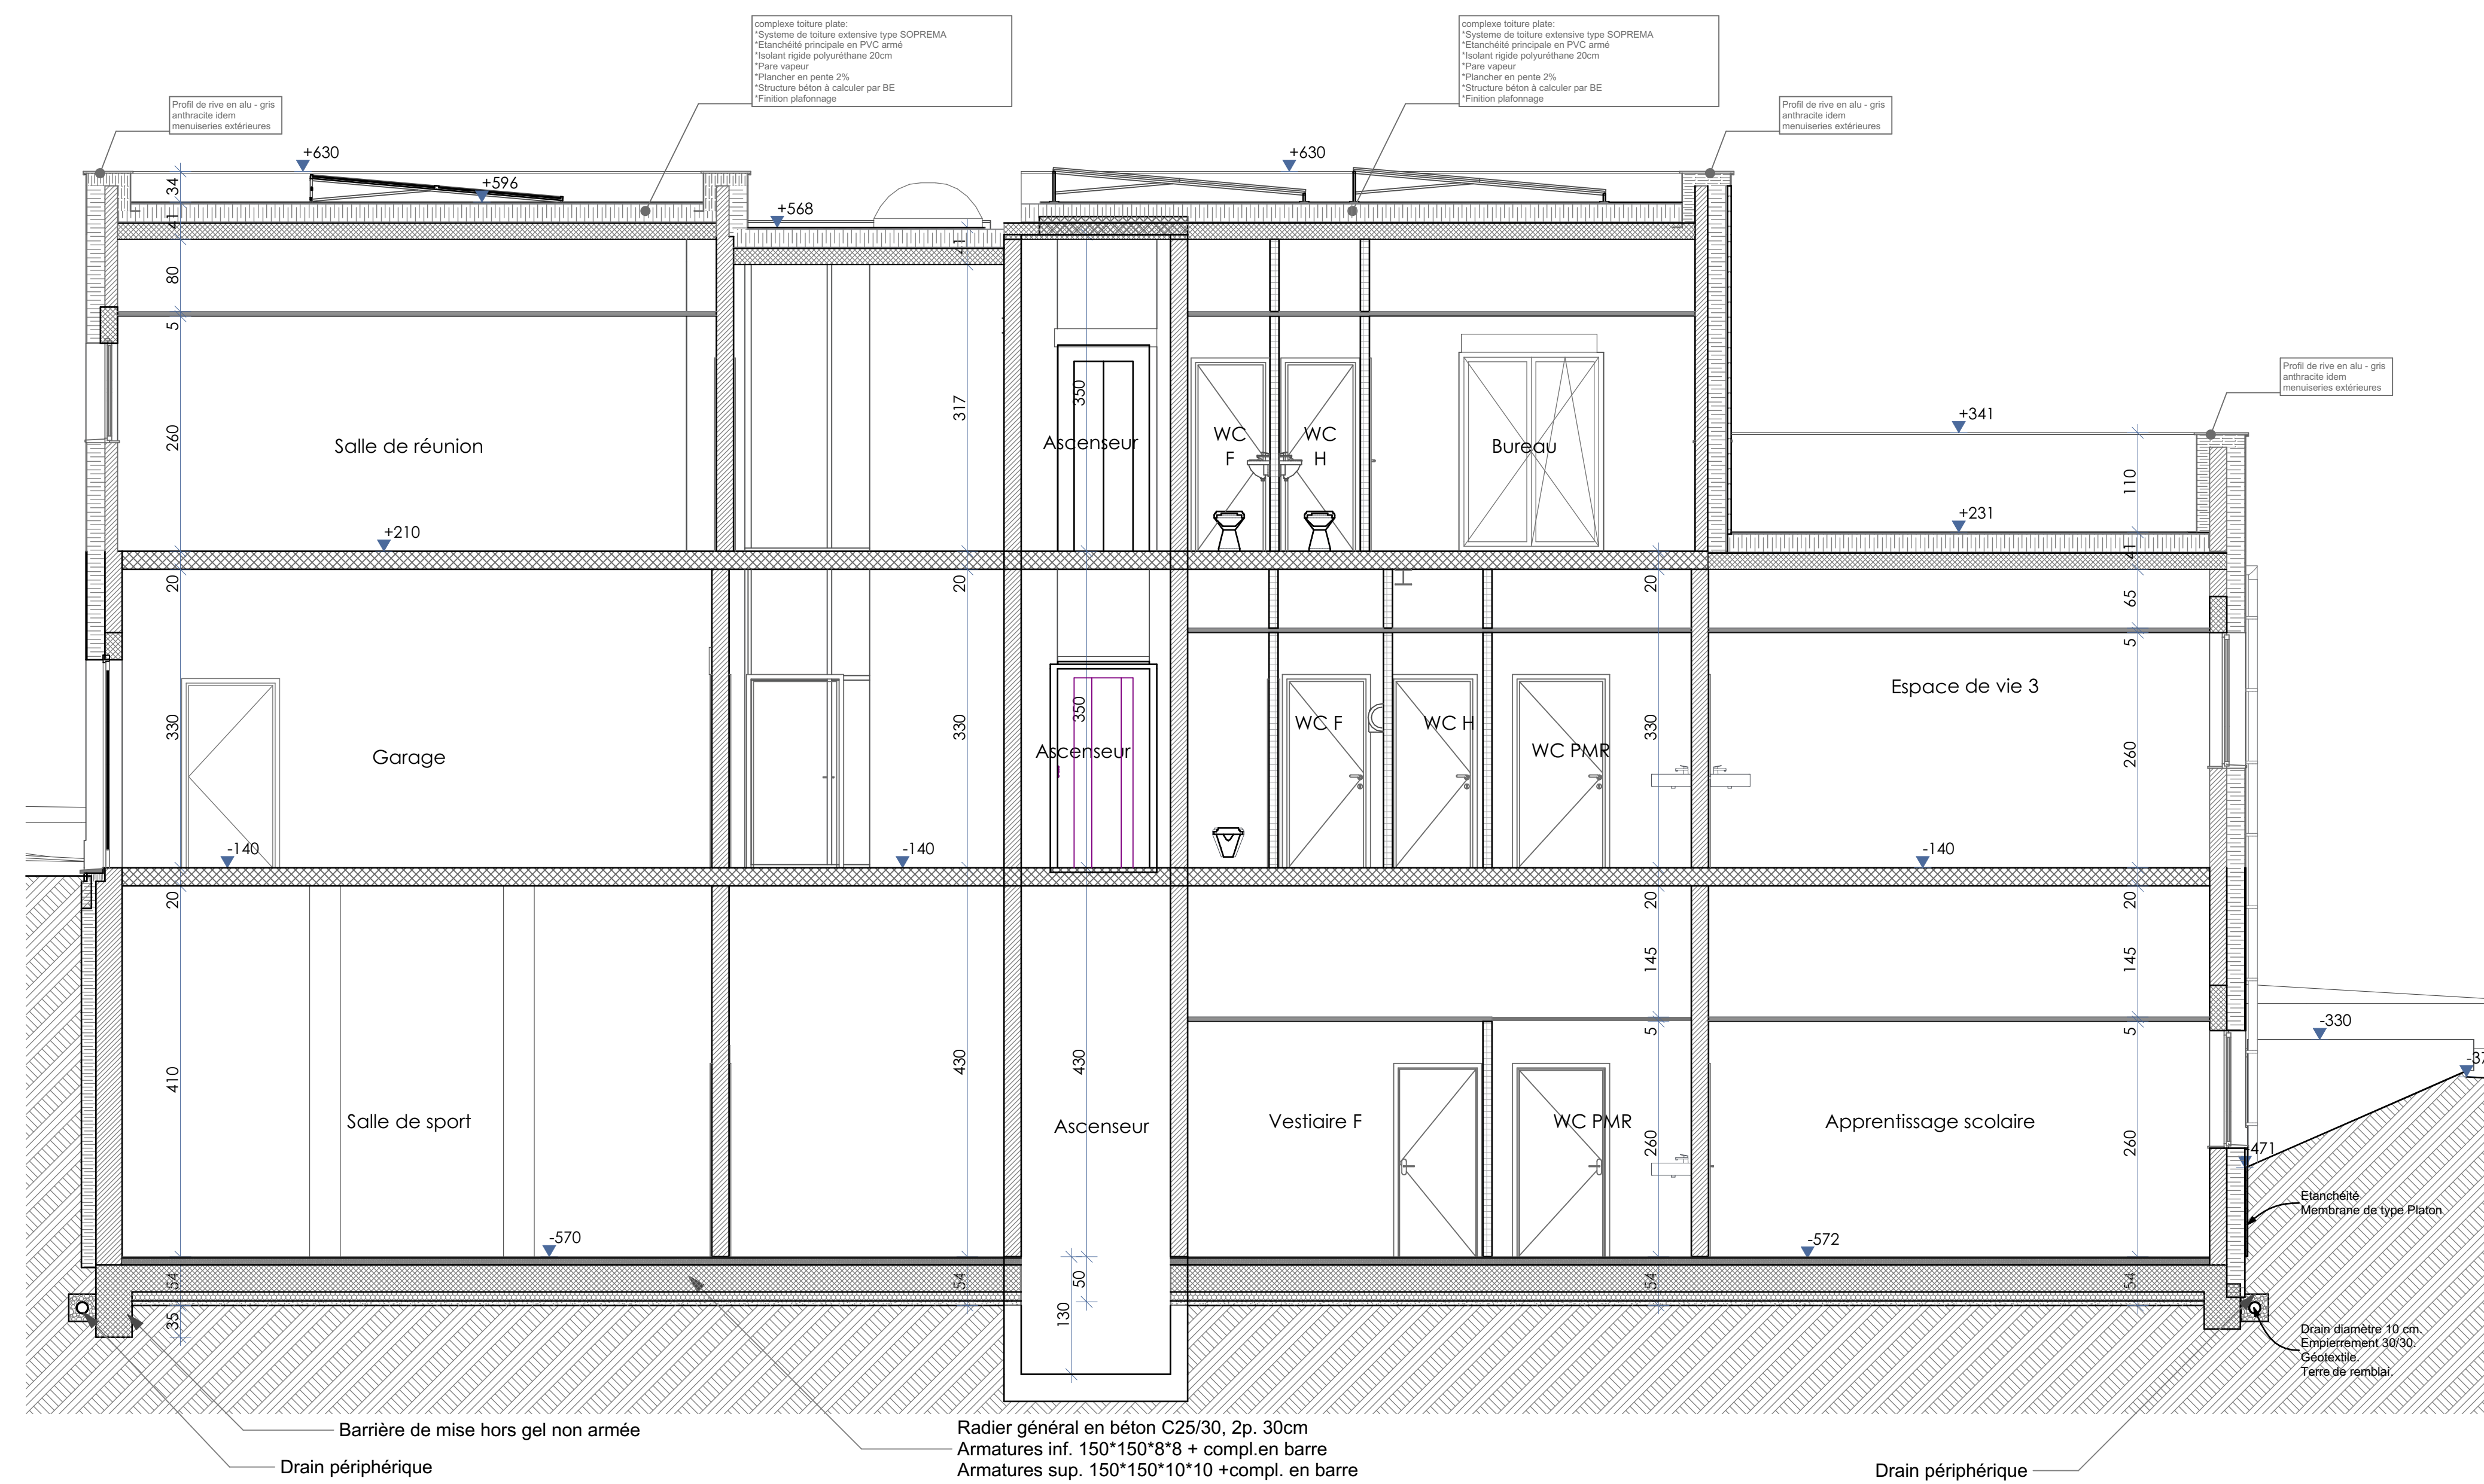 complexe toiture plate:
*Systeme de toiture extensive type SOPREMA
*Etanchéité principale en PVC armé
*Isolant rigide polyuréthane 20cm
*Pare vapeur
*Plancher en pente 2%
*Structure béton à calculer par BE
*Finition plafonnage
complexe toiture plate:
*Systeme de toiture extensive type SOPREMA
*Etanchéité principale en PVC armé
*Isolant rigide polyuréthane 20cm
*Pare vapeur
*Plancher en pente 2%
*Structure béton à calculer par BE
*Finition plafonnage
Profil de rive en alu - gris
anthracite idem
menuiseries extérieures
Profil de rive en alu - gris
anthracite idem
menuiseries extérieures
+630
+630
34
+596
+568
41
41
80
5
Profil de rive en alu - gris
anthracite idem
menuiseries extérieures
350
317
+341
260
Salle de réunion
Ascenseur
WC
F
WC
H
Bureau
110
+210
+231
41
20
20
20
65
5
Espace de vie 3
330
Garage
330
350
Ascenseur
WC F
WC H
WC PMR
330
260
-140
-140
-140
20
20
20
145
145
5
5
-330
410
430
430
Salle de sport
Ascenseur
Vestiaire F
WC PMR
260
Apprentissage scolaire
260
471
Etanchéité
Membrane de type Platon
-570
-572
54
54
50
54
54
35
130
Drain diamètre 10 cm.
Empierrement 30/30.
Géotextile.
Terre de remblai.
Barrière de mise hors gel non armée
Drain périphérique
Radier général en béton C25/30, 2p. 30cm
Armatures inf. 150*150*8*8 + compl.en barre
Armatures sup. 150*150*10*10 +compl. en barre
Drain périphérique